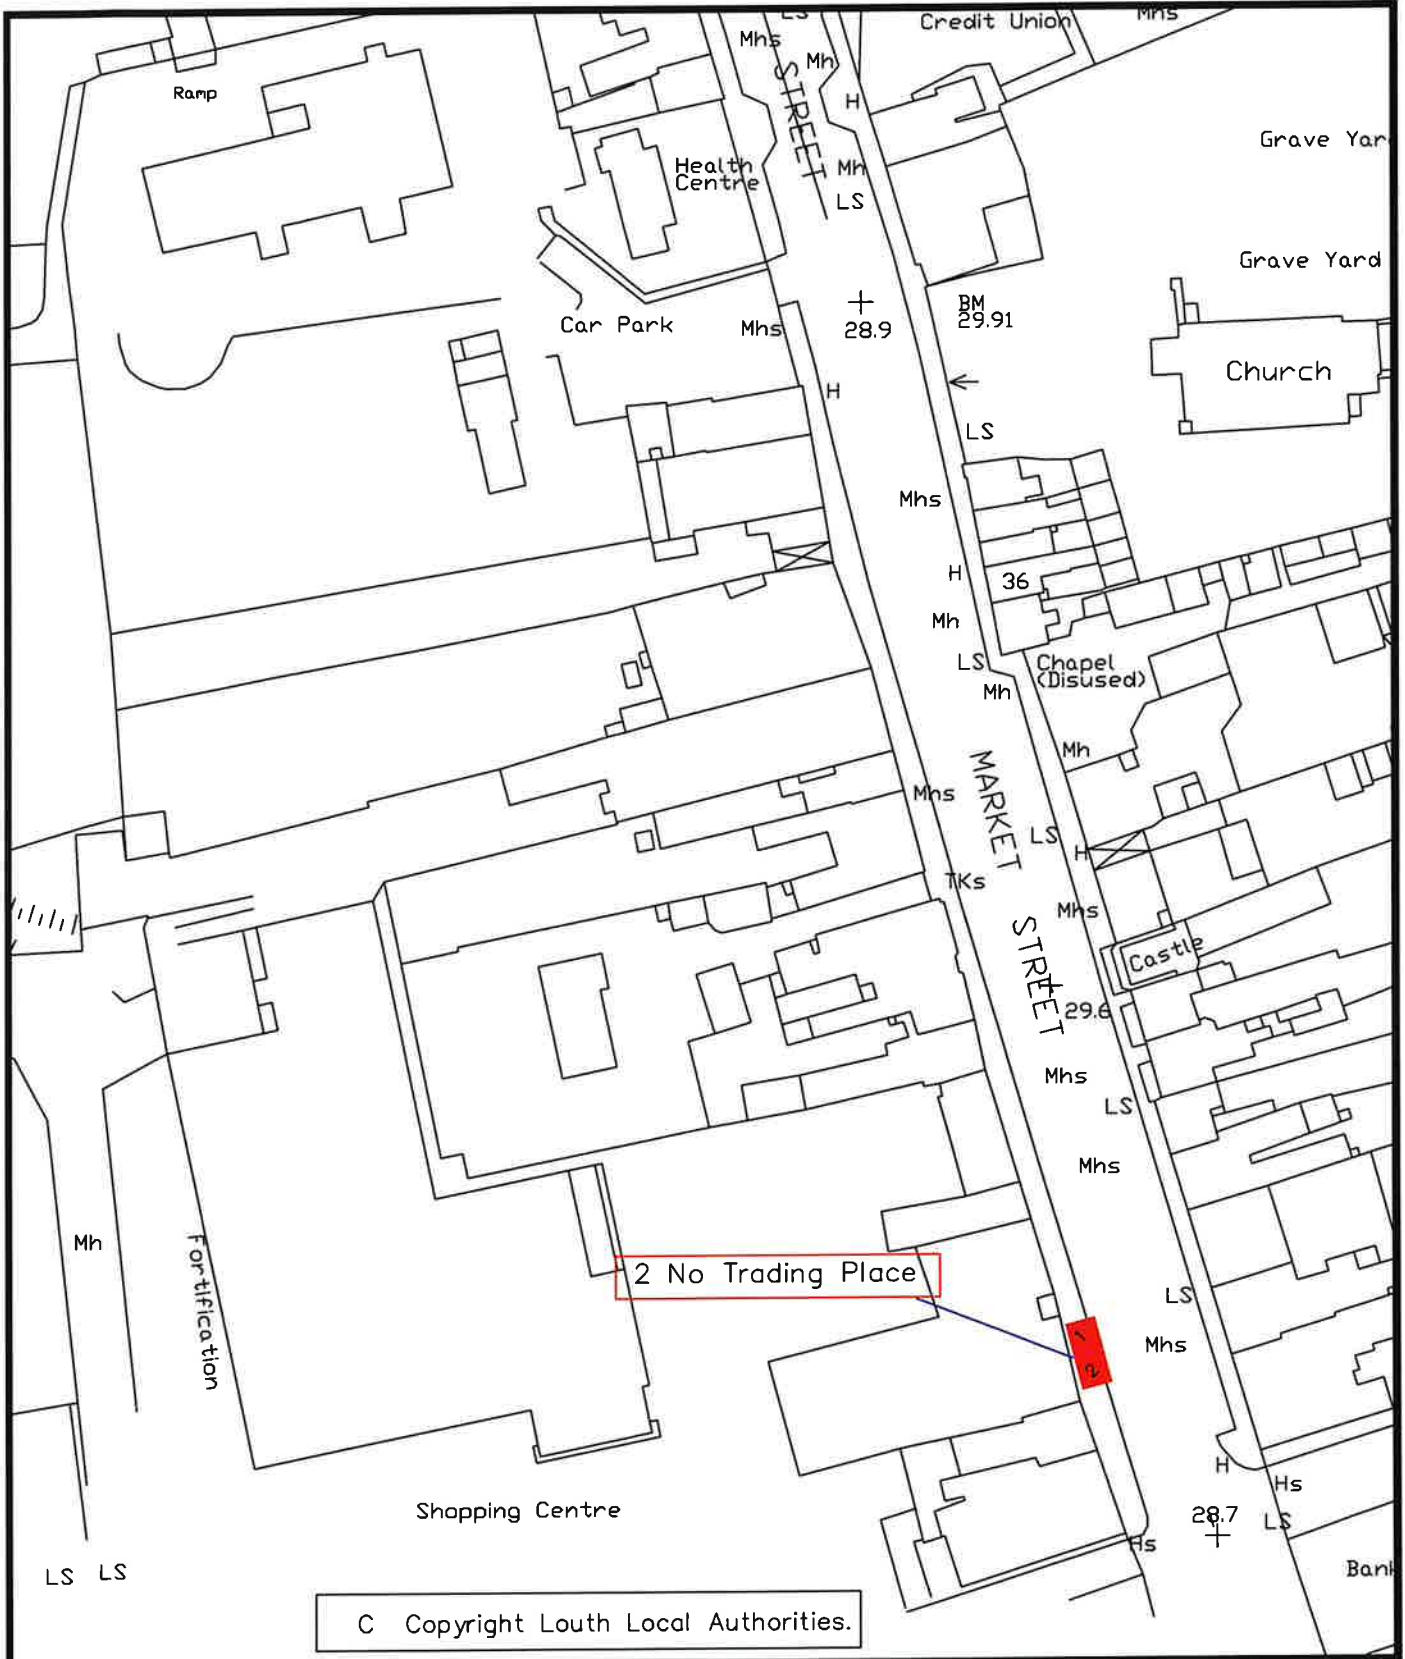 LS
Mhs
Credit Union
Mhs
Mh
STREET
Ramp
H
Grave Yar
Health
Centre
Mh
LS
Grave Yard
BM
29.91
28.9
Car Park
Mhs
Church
H
LS
Mhs
H
36
Mh
LS
Chapel
(Disused)
Mh
Mh
MARKET
STREET
Mhs
LS
H
TKs
Mhs
Castle
29.6
Mhs
LS
Mhs
Mh
Fortification
2 No Trading Place
LS
1
2
Mhs
H
Hs
Shopping Centre
28.7
LS
Hs
LS LS
Bank
C Copyright Louth Local Authorities.